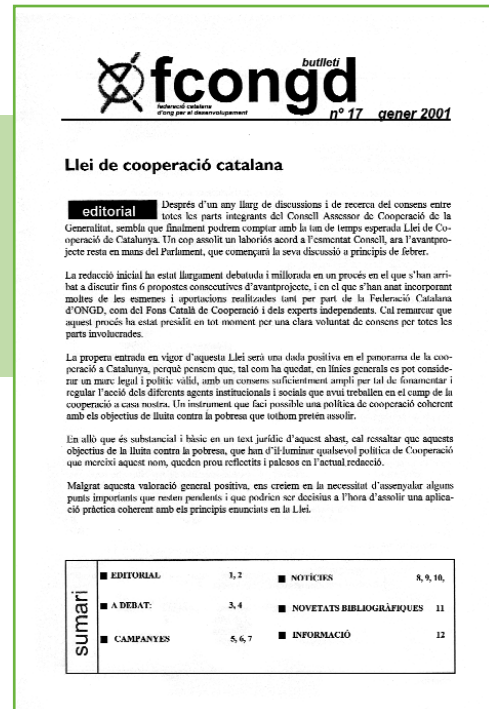 butlletí
fcongd
federació catalana
d'ong per al desenvolupament
nº 17 gener 2001
Llei de cooperació catalana
editorial Després d'un any llarg de discussions i de recerca del consens entre
totes les parts integrants del Consell Assessor de Cooperació de la
Generalitat, sembla que finalment podrem comptar amb la tan de temps esperada Llei de Co-
operació de Catalunya. Un cop assolit un laboriós acord a l'esmentat Consell, ara l'avantpro-
jecte resta en mans del Parlament, que començarà la seva discussió a principis de febrer.
La redacció inicial ha estat llargament debatuda i millorada en un procés en el que s'han arri-
bat a discutir fins 6 propostes consecutives d'avantprojecte, i en el que s'han anat incorporant
moltes de les esmenes i aportacions realitzades tant per part de la Federació Catalana
d'ONGD, com del Fons Català de Cooperació i dels experts independents. Cal remarcar que
aquest procés ha estat presidit en tot moment per una clara voluntat de consens per totes les
parts involucrades.
La propera entrada en vigor d'aquesta Llei serà una dada positiva en el panorama de la coo-
peració a Catalunya, perquè pensem que, tal com ha quedat, en línies generals es pot conside-
rar un marc legal i polític vàlid, amb un consens suficientment ampli per tal de fonamentar i
regular l'acció dels diferents agents institucionals i socials que avui treballen en el camp de la
cooperació a casa nostra. Un instrument que faci possible una política de cooperació coherent
amb els objectius de lluita contra la pobresa que tothom pretén assolir.
En allò que és substancial i bàsic en un text jurídic d'aquest abast, cal ressaltar que aquests
objectius de la lluita contra la pobresa, que han d'il·luminar qualsevol política de Cooperació
que mereixi aquest nom, queden prou reflectits i palesos en l'actual redacció.
Malgrat aquesta valoració general positiva, ens creiem en la necessitat d'assenyalar alguns
punts importants que resten pendents i que podrien ser decisius a l'hora d'assolir una aplica-
ció pràctica coherent amb els principis enunciats en la Llei.
sumari
■ EDITORIAL 1, 2
■ A DEBAT: 3, 4
■ CAMPANYES 5, 6, 7
■ NOTÍCIES 8, 9, 10,
■ NOVETATS BIBLIOGRÀFIQUES 11
■ INFORMACIÓ 12